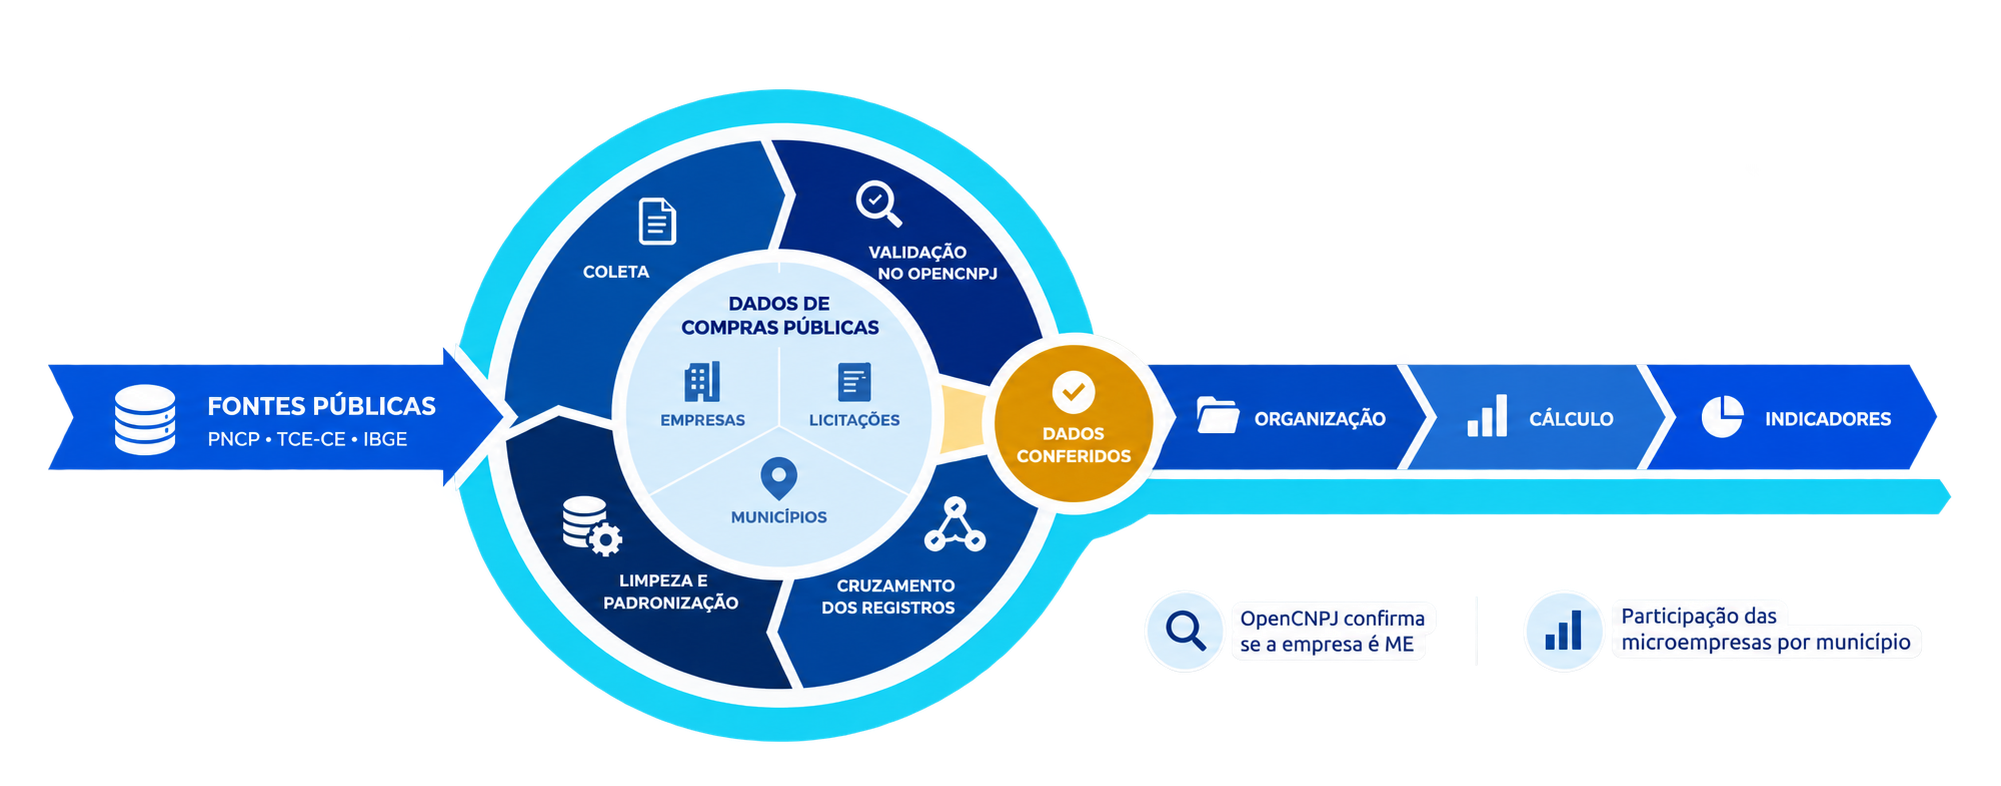 FONTES PÚBLICAS
PNCP • TCE-CE • IBGE
COLETA
VALIDAÇÃO
NO OPENCNPJ
DADOS DE
COMPRAS PÚBLICAS
EMPRESAS
LICITAÇÕES
MUNICÍPIOS
LIMPEZA E
PADRONIZAÇÃO
CRUZAMENTO
DOS REGISTROS
DADOS
CONFERIDOS
ORGANIZAÇÃO
CÁLCULO
INDICADORES
OpenCNPJ confirma
se a empresa é ME
Participação das
microempresas por município